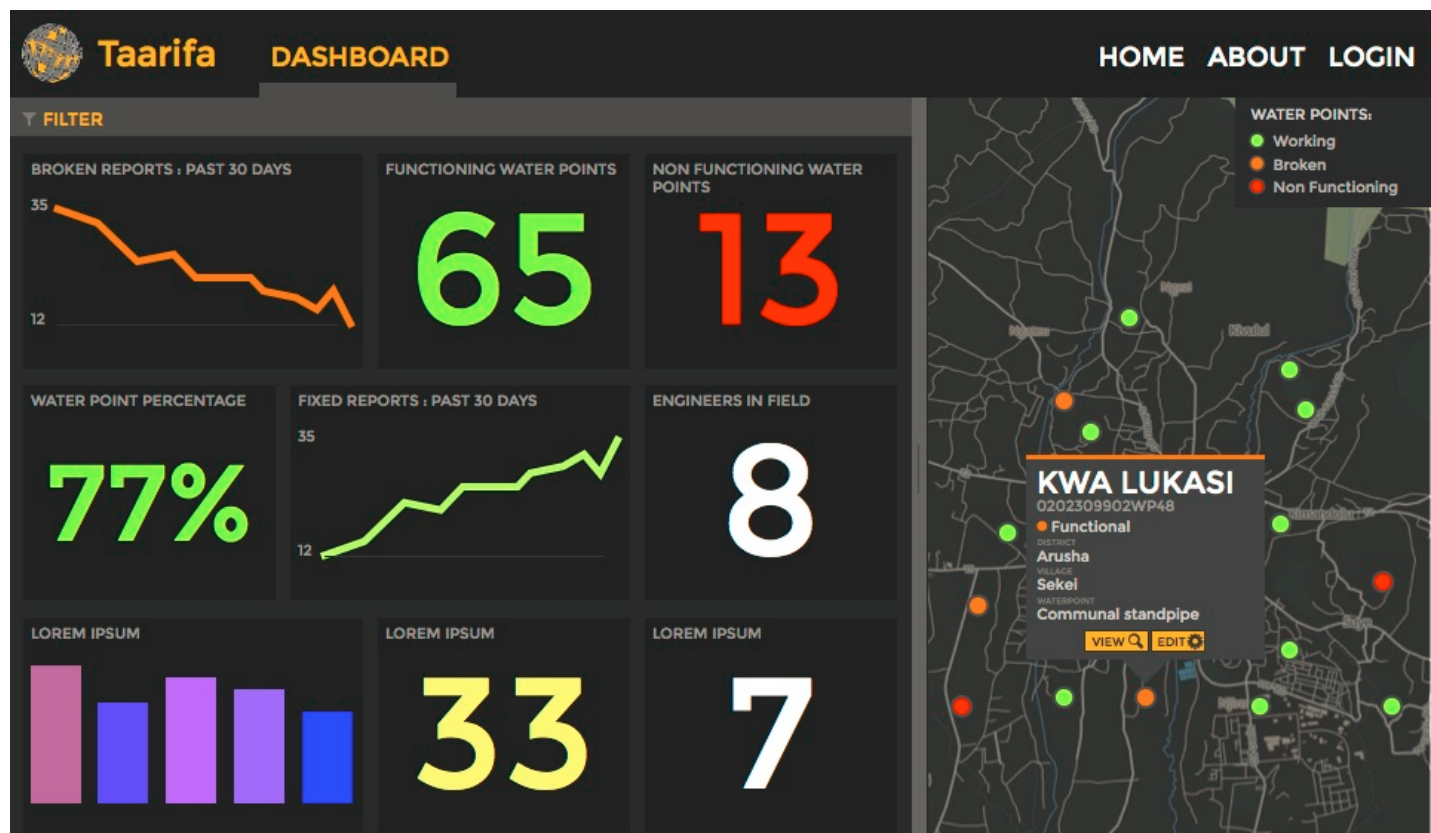 Taarifa
DASHBOARD
HOME ABOUT LOGIN
FILTER
BROKEN REPORTS : PAST 30 DAYS
35
12
FUNCTIONING WATER POINTS
65
NON FUNCTIONING WATER
POINTS
13
WATER POINT PERCENTAGE
77%
FIXED REPORTS : PAST 30 DAYS
35
12
ENGINEERS IN FIELD
8
LOREM IPSUM
LOREM IPSUM
33
LOREM IPSUM
7
WATER POINTS:
Working
Broken
Non Functioning
Kivulul
KWA LUKASI
0202309902WP48
Functional
DISTRICT
Arusha
VILLAGE
Sekei
WATERPOINT
Communal standpipe
VIEW
EDIT
Suye